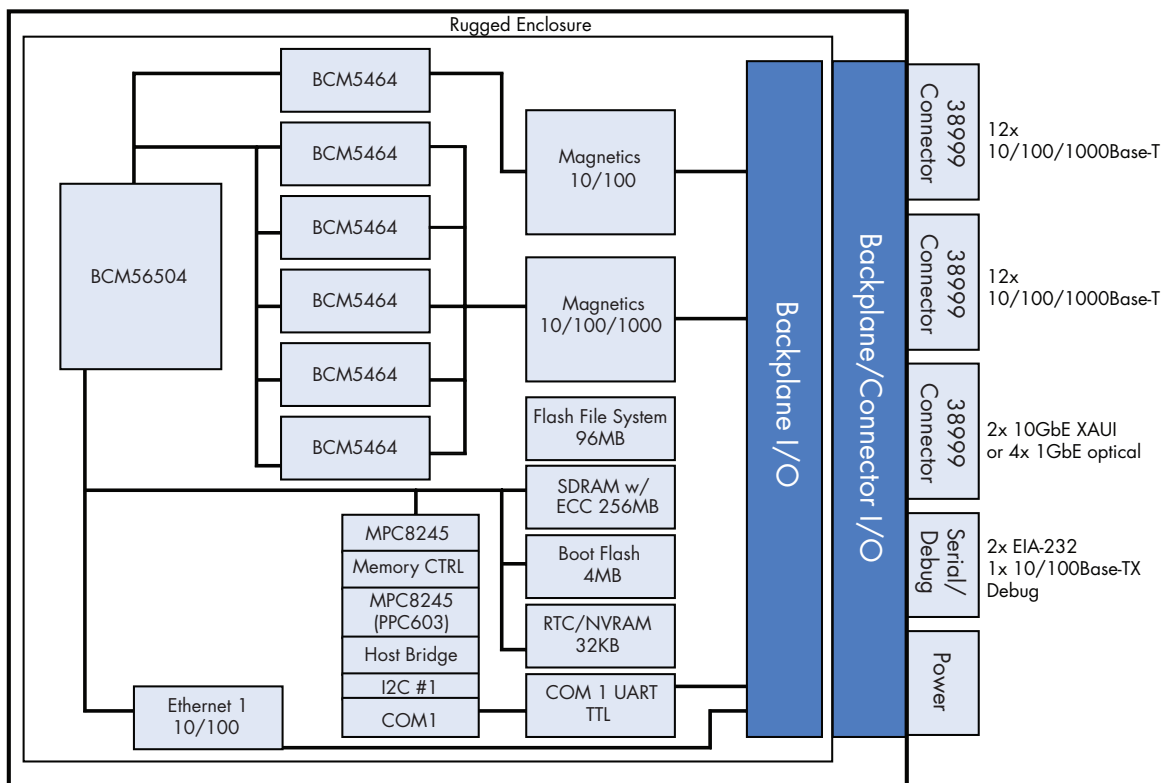 Rugged Enclosure
BCM5464
BCM5464
BCM5464
BCM5464
BCM5464
BCM5464
BCM56504
Magnetics
10/100
Magnetics
10/100/1000
Flash File System
96MB
SDRAM w/
ECC 256MB
Boot Flash
4MB
RTC/NVRAM
32KB
COM 1 UART
TTL
MPC8245
Memory CTRL
MPC8245
(PPC603)
Host Bridge
I2C #1
COM1
Ethernet 1
10/100
Backplane I/O
Backplane/Connector I/O
38999
Connector
12x
10/100/1000Base-T
38999
Connector
12x
10/100/1000Base-T
38999
Connector
2x 10GbE XAUI
or 4x 1GbE optical
Serial/
Debug
2x EIA-232
1x 10/100Base-TX
Debug
Power